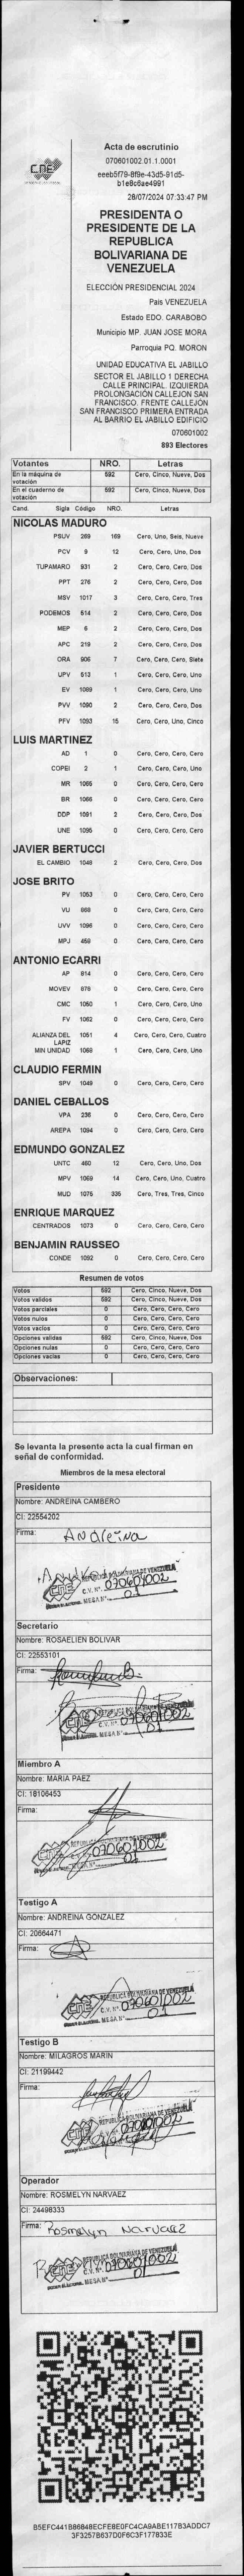 CNE
Acta de escrutinio
070601002.01.1.0001
eeeb5f79-8f9e-43d5-91d5-
b1e8c6ae4991
28/07/2024 07:33:47 PM
PRESIDENTA O
PRESIDENTE DE LA
REPUBLICA
BOLIVARIANA DE
VENEZUELA
ELECCIÓN PRESIDENCIAL 2024
Pais VENEZUELA
Estado EDO. CARABOBO
Municipio MP. JUAN JOSE MORA
Parroquia PQ. MORON
UNIDAD EDUCATIVA EL JABILLO
SECTOR EL JABILLO 1 DERECHA
CALLE PRINCIPAL. IZQUIERDA
PROLONGACIÓN CALLEJON SAN
FRANCISCO. FRENTE CALLEJÓN
SAN FRANCISCO PRIMERA ENTRADA
AL BARRIO EL JABILLO EDIFICIO
070601002
893 Electores
Votantes NRO. Letras
En la máquina de votación 592 Cero, Cinco, Nueve, Dos
En el cuaderno de votación 592 Cero, Cinco, Nueve, Dos
Cand. Sigla Código NRO. Letras
NICOLAS MADURO
PSUV 269 169 Cero, Uno, Seis, Nueve
PCV 9 12 Cero, Cero, Uno, Dos
TUPAMARO 931 2 Cero, Cero, Cero, Dos
PPT 276 2 Cero, Cero, Cero, Dos
MSV 1017 3 Cero, Cero, Cero, Tres
PODEMOS 514 2 Cero, Cero, Cero, Dos
MEP 6 2 Cero, Cero, Cero, Dos
APC 219 2 Cero, Cero, Cero, Dos
ORA 906 7 Cero, Cero, Cero, Siete
UPV 513 1 Cero, Cero, Cero, Uno
EV 1089 1 Cero, Cero, Cero, Uno
PVV 1090 2 Cero, Cero, Cero, Dos
PFV 1093 15 Cero, Cero, Uno, Cinco
LUIS MARTINEZ
AD 1 0 Cero, Cero, Cero, Cero
COPEI 2 1 Cero, Cero, Cero, Uno
MR 1065 0 Cero, Cero, Cero, Cero
BR 1066 0 Cero, Cero, Cero, Cero
DDP 1091 2 Cero, Cero, Cero, Dos
UNE 1095 0 Cero, Cero, Cero, Cero
JAVIER BERTUCCI
EL CAMBIO 1046 2 Cero, Cero, Cero, Dos
JOSE BRITO
PV 1053 0 Cero, Cero, Cero, Cero
VU 0 Cero, Cero, Cero, Cero
UVV 1096 0 Cero, Cero, Cero, Cero
MPJ 0 Cero, Cero, Cero, Cero
ANTONIO ECARRI
AP 814 0 Cero, Cero, Cero, Cero
MOVEV 0 Cero, Cero, Cero, Cero
CMC 1050 1 Cero, Cero, Cero, Uno
FV 1062 0 Cero, Cero, Cero, Cero
ALIANZA DEL LAPIZ 1051 4 Cero, Cero, Cero, Cuatro
MIN UNIDAD 1068 1 Cero, Cero, Cero, Uno
CLAUDIO FERMIN
SPV 1049 0 Cero, Cero, Cero, Cero
DANIEL CEBALLOS
VPA 0 Cero, Cero, Cero, Cero
AREPA 1094 0 Cero, Cero, Cero, Cero
EDMUNDO GONZALEZ
UNTC 12 Cero, Cero, Uno, Dos
MPV 1069 14 Cero, Cero, Uno, Cuatro
MUD 1075 335 Cero, Tres, Tres, Cinco
ENRIQUE MARQUEZ
CENTRADOS 1073 0 Cero, Cero, Cero, Cero
BENJAMIN RAUSSEO
CONDE 1092 0 Cero, Cero, Cero, Cero
Resumen de votos
Votos 592 Cero, Cinco, Nueve, Dos
Votos validos 592 Cero, Cinco, Nueve, Dos
Votos parciales 0 Cero, Cero, Cero, Cero
Votos nulos 0 Cero, Cero, Cero, Cero
Votos vacíos 0 Cero, Cero, Cero, Cero
Opciones validas 592 Cero, Cinco, Nueve, Dos
Opciones nulas 0 Cero, Cero, Cero, Cero
Opciones vacías 0 Cero, Cero, Cero, Cero
Observaciones:
Se levanta la presente acta la cual firman en
señal de conformidad.
Miembros de la mesa electoral
Presidente
Nombre: ANDREINA CAMBERO
CI: 22554202
Firma: Andreina
CNE REPUBLICA BOLIVARIANA DE VENEZUELA
C.V. N°. 070601002
MESA N°. 01
Secretario
Nombre: ROSAELIEN BOLIVAR
CI: 22553101
Firma:
CNE REPUBLICA BOLIVARIANA DE VENEZUELA
C.V. N°. 070601002
MESA N°. 01
Miembro A
Nombre: MARIA PAEZ
CI: 18106453
Firma:
CNE REPUBLICA BOLIVARIANA DE VENEZUELA
C.V. N°. 070601002
01
Testigo A
Nombre: ANDREINA GONZALEZ
CI: 20664471
Firma:
CNE REPUBLICA BOLIVARIANA DE VENEZUELA
C.V. N°. 070601002
MESA N°. 01
Testigo B
Nombre: MILAGROS MARIN
CI: 21199442
Firma:
CNE REPUBLICA BOLIVARIANA DE VENEZUELA
C.V. N°. 070601002
01
Operador
Nombre: ROSMELYN NARVAEZ
CI: 24498333
Firma: Rosmelyn Narvaez
CNE REPUBLICA BOLIVARIANA DE VENEZUELA
C.V. N°. 070601002
MESA N°. 01
B5EFC441B86848ECFE8E0FC4CA9ABE117B3ADDC7
3F3257B637D0F6C3F177833E